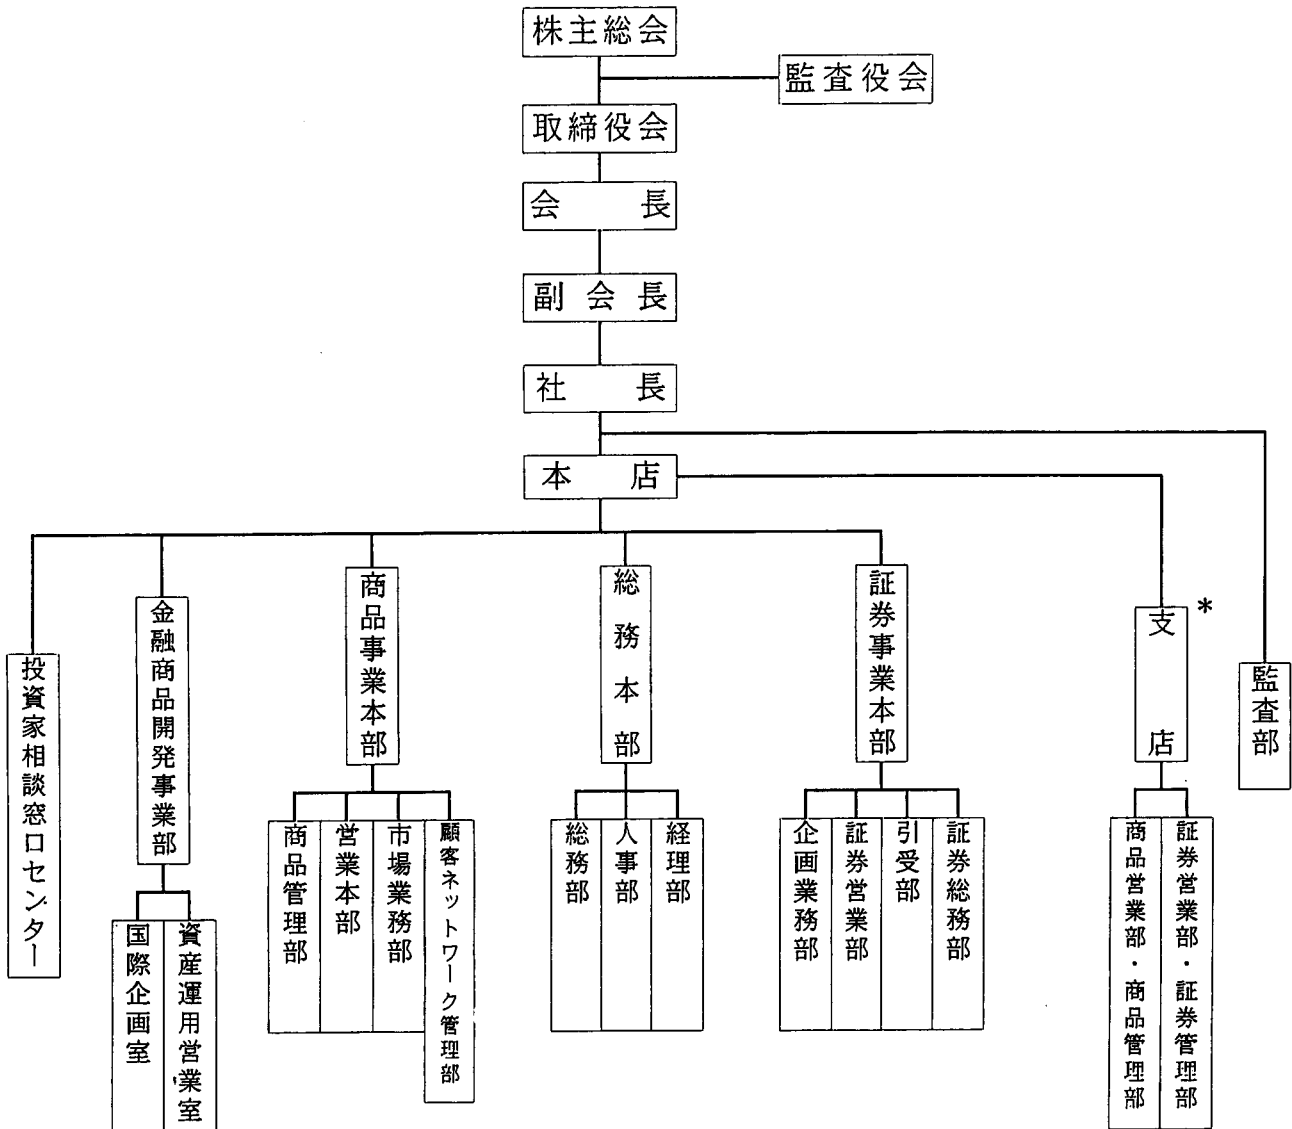 株主総会
監査役会
取締役会
会長
副会長
社長
本店
投資家相談窓口センター
金融商品開発事業部
国際企画室
資産運用営業室
商品事業本部
商品管理部
営業本部
市場業務部
顧客ネットワーク管理部
総務本部
総務部
人事部
経理部
証券事業本部
企画業務部
証券営業部
引受部
証券総務部
支店
*
商品営業部・商品管理部
証券営業部・証券管理部
監査部